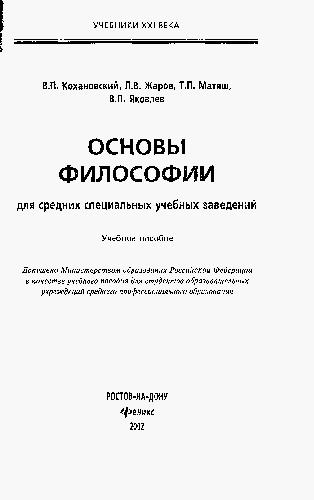 УЧЕБНИКИ XXI ВЕКА
В.П. Кохановский, Л.В. Жаров, Т.П. Матяш,
В.П. Яковлев
ОСНОВЫ
ФИЛОСОФИИ
для средних специальных учебных заведений
Учебное пособие
Допущено Министерством образования Российской Федерации
в качестве учебного пособия для студентов образовательных
учреждений среднего профессионального образования
РОСТОВ-НА-ДОНУ
«Феникс»
2002